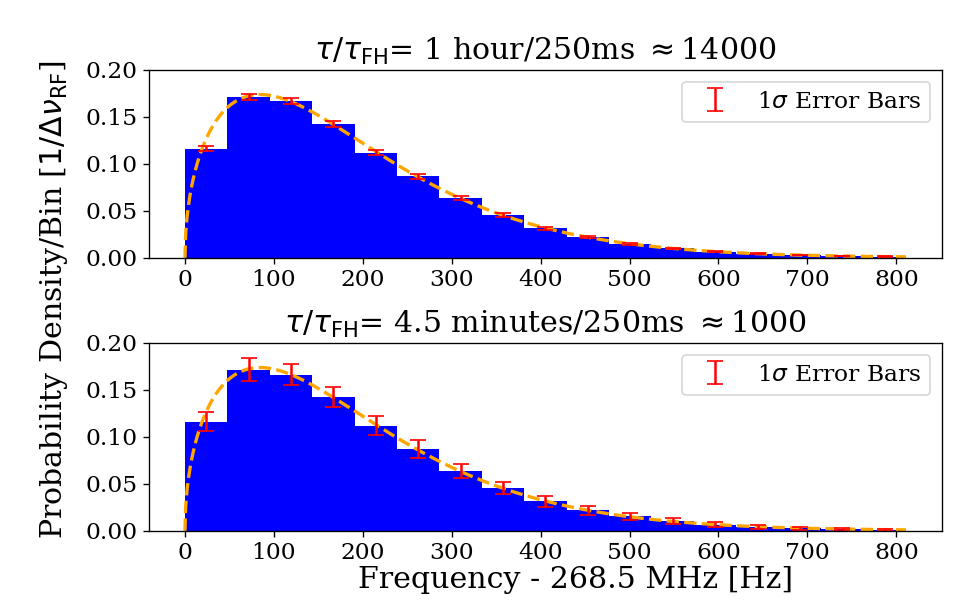 τ/τFH= 1 hour/250ms ≈14000
0.20
0.15
0.10
0.05
0.00
1σ Error Bars
0 100 200 300 400 500 600 700 800
Probability Density/Bin [1/ΔνRF]
τ/τFH= 4.5 minutes/250ms ≈1000
0.20
0.15
0.10
0.05
0.00
1σ Error Bars
0 100 200 300 400 500 600 700 800
Frequency - 268.5 MHz [Hz]